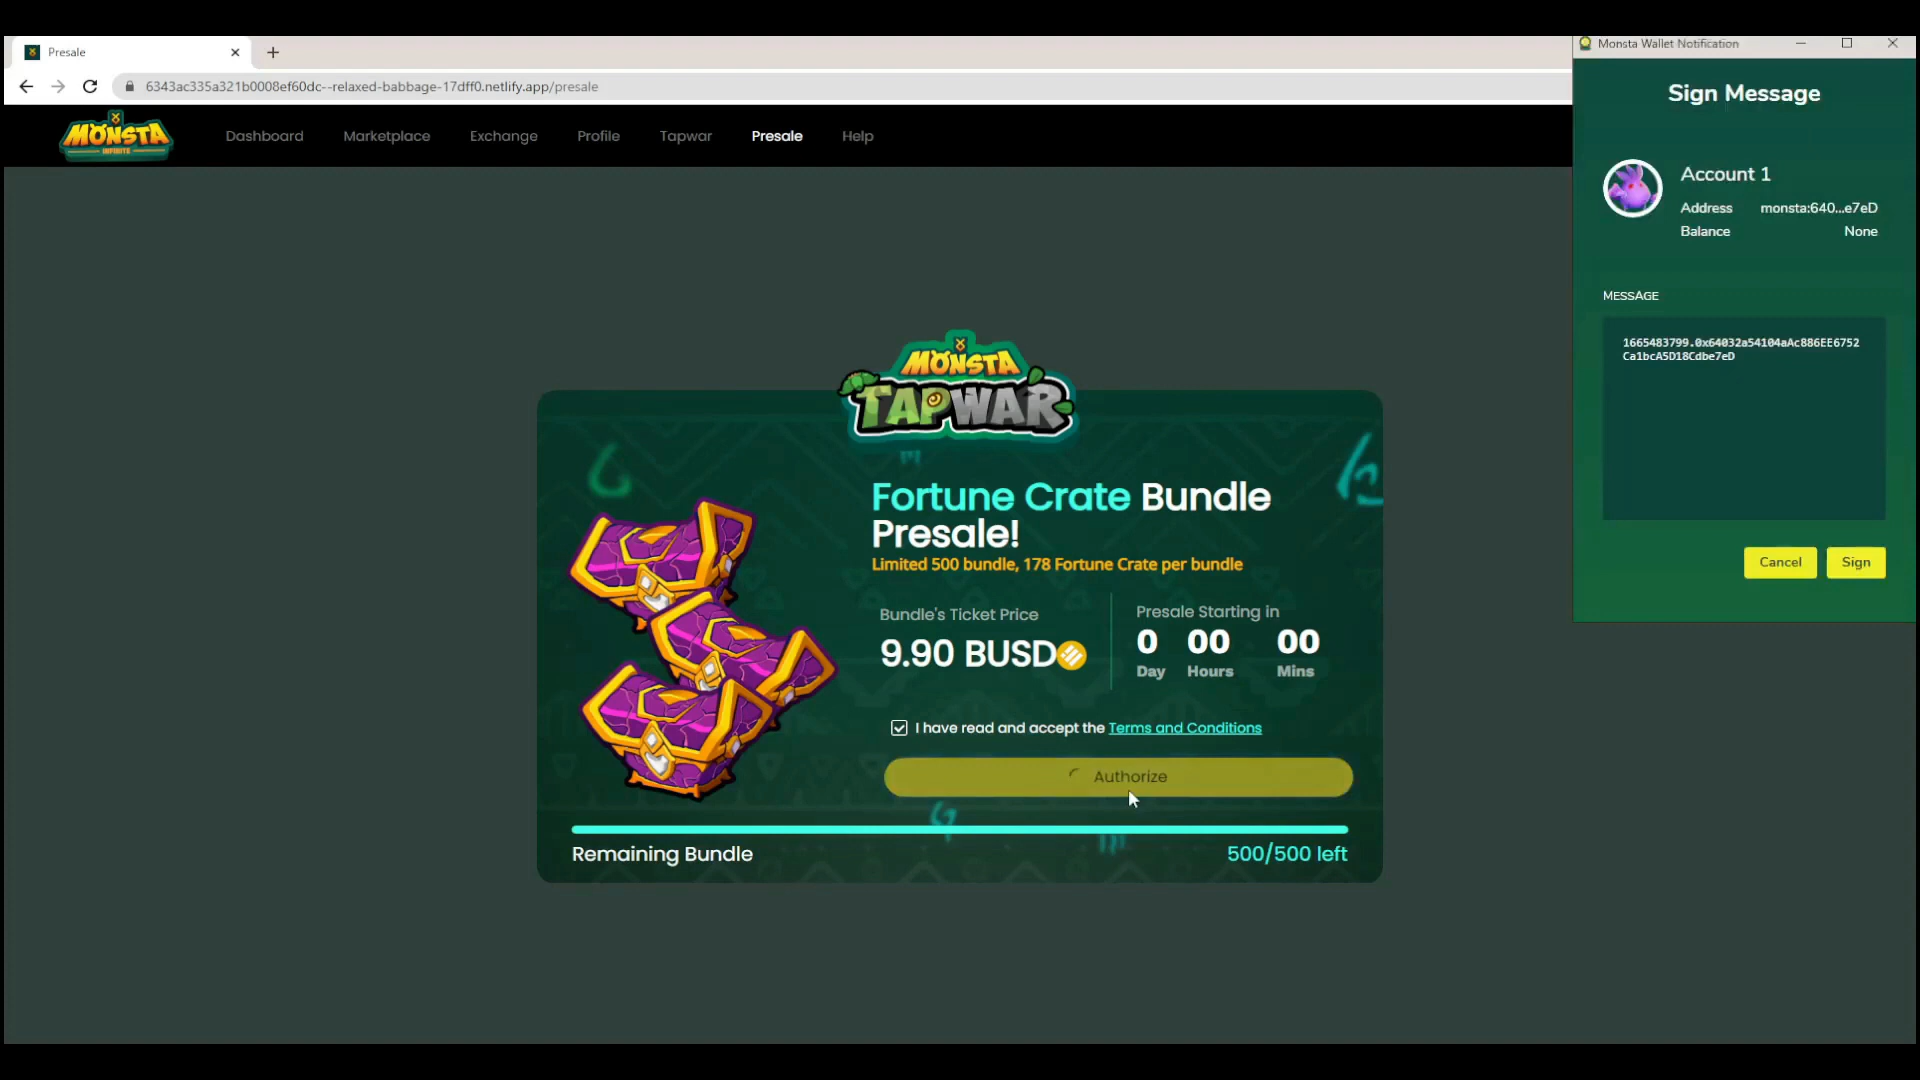 Presale
Monsta Wallet Notification
6343ac335a321b0008ef60dc--relaxed-babbage-17dff0.netlify.app/presale
MONSTA
INFINITE
Dashboard
Marketplace
Exchange
Profile
Tapwar
Presale
Help
Sign Message
Account 1
Address monsta:640...e7eD
Balance None
MESSAGE
1665483799.0x64032a54104aAc886EE6752
Ca1bcA5D18Cdbe7eD
Cancel
Sign
MONSTA
TAPWAR
Fortune Crate Bundle
Presale!
Limited 500 bundle, 178 Fortune Crate per bundle
Bundle's Ticket Price
9.90 BUSD
Presale Starting in
0 00 00
Day Hours Mins
I have read and accept the Terms and Conditions
Authorize
Remaining Bundle
500/500 left